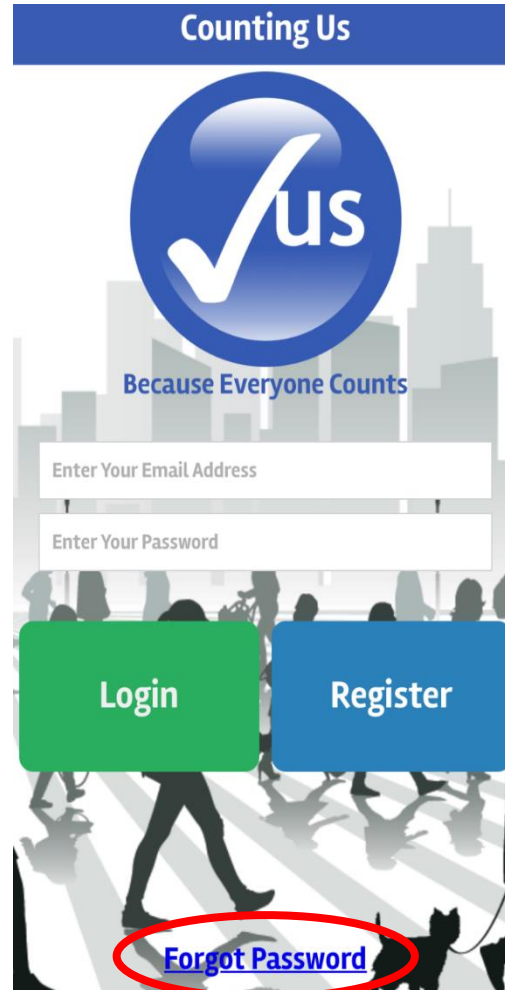 Counting Us
us
Because Everyone Counts
Enter Your Email Address
Enter Your Password
Login
Register
Forgot Password